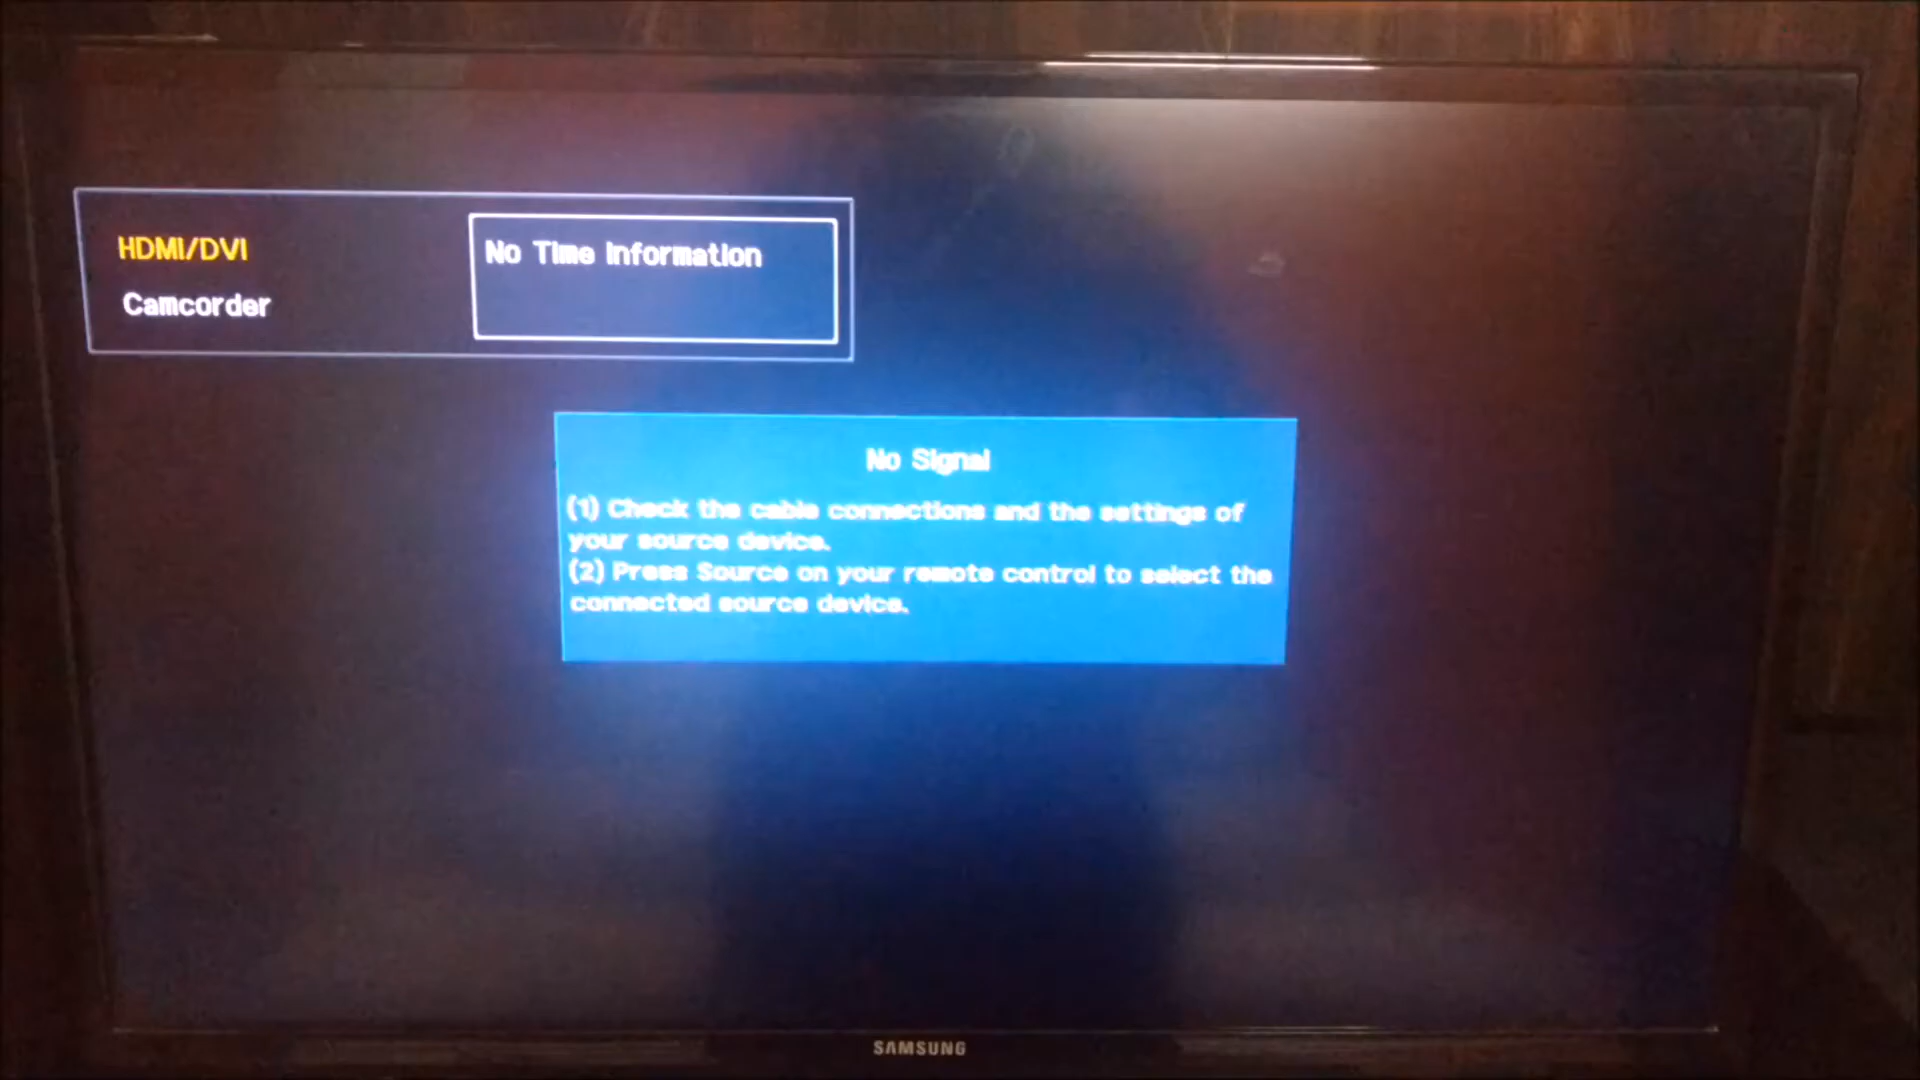 HDMI/DVI
No Time Information
Camcorder
No Signal
(1) Check the cable connections and the settings of
your source device.
(2) Press Source on your remote control to select the
connected source device.
SAMSUNG